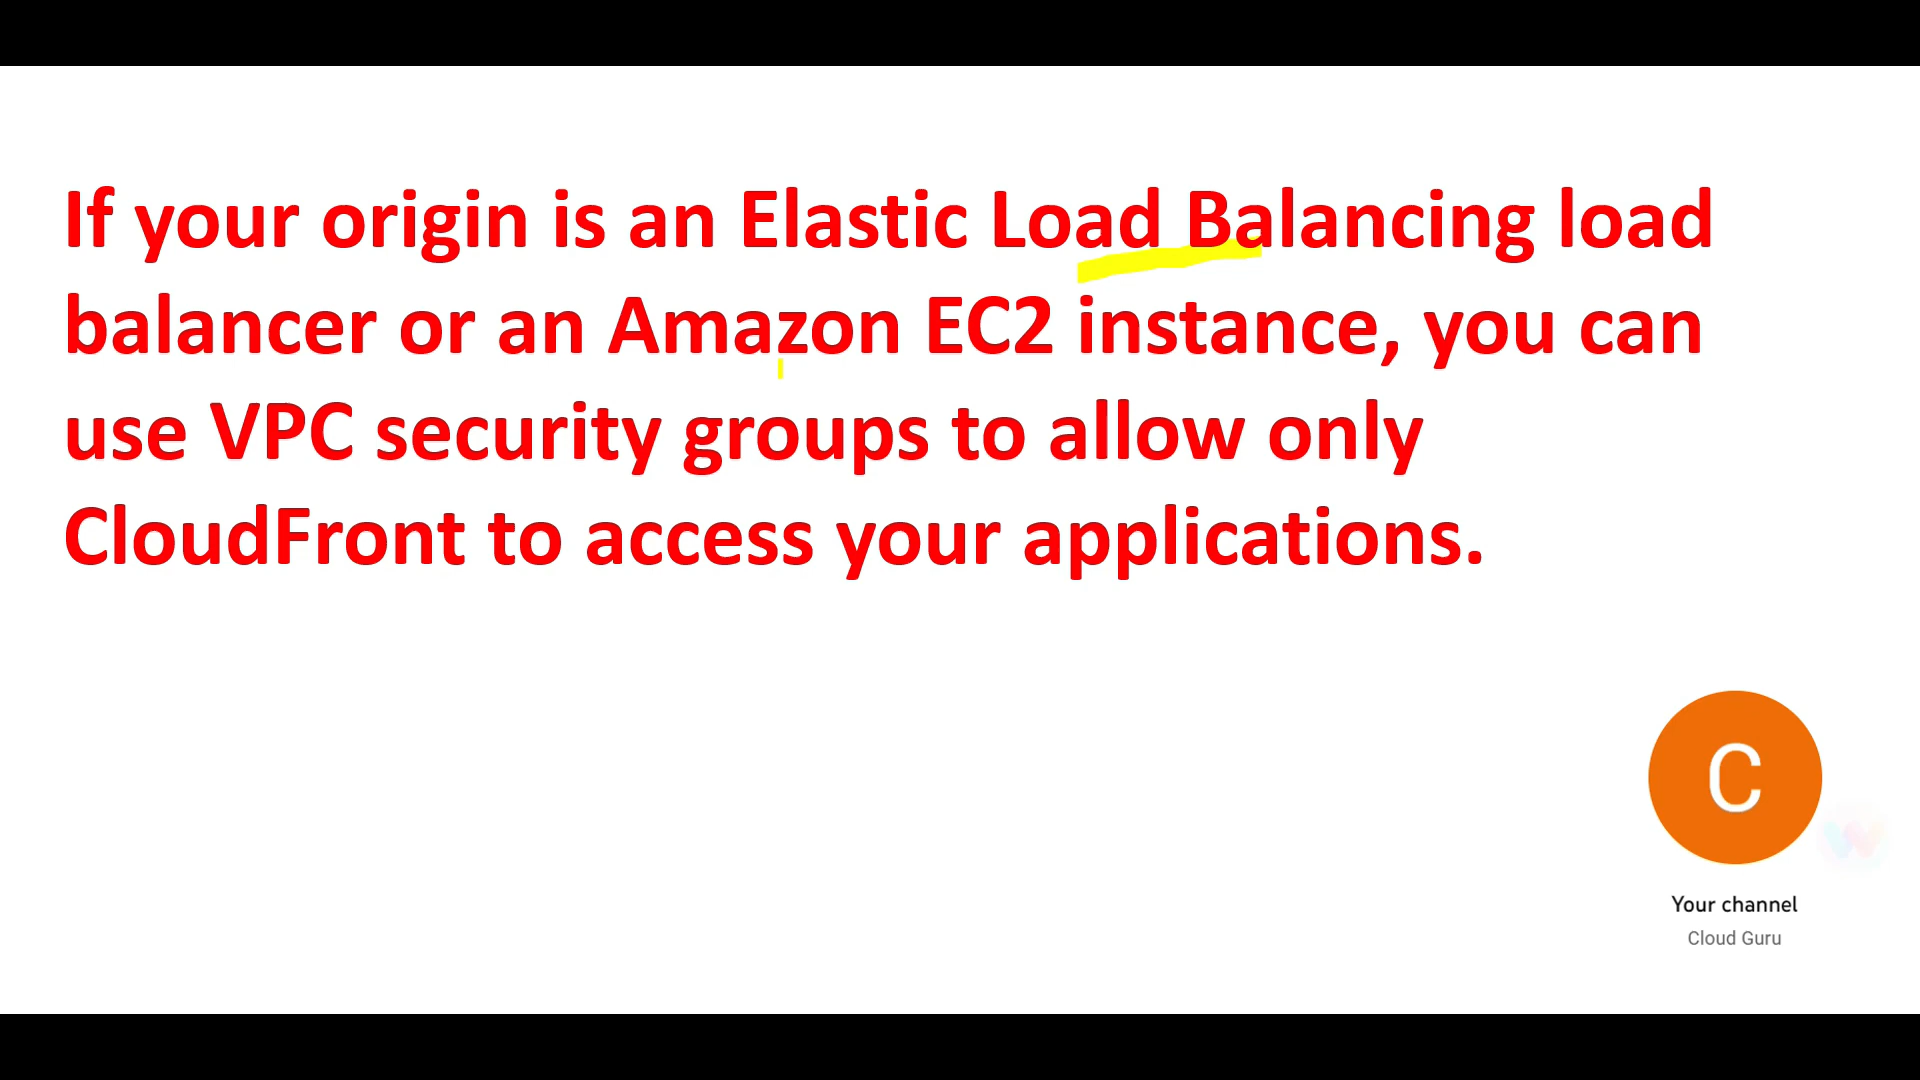 If your origin is an Elastic Load Balancing load
balancer or an Amazon EC2 instance, you can
use VPC security groups to allow only
CloudFront to access your applications.
C
Your channel
Cloud Guru